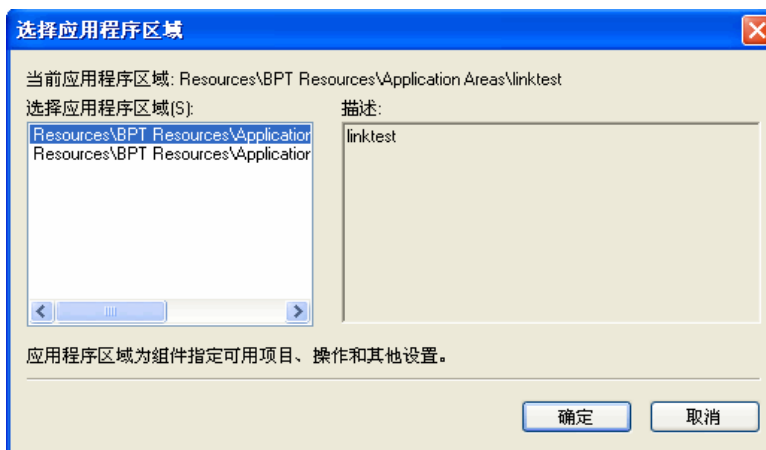 选择应用程序区域
当前应用程序区域: Resources\BPT Resources\Application Areas\linktest
选择应用程序区域(S):
描述:
Resources\BPT Resources\Application
Resources\BPT Resources\Application
linktest
应用程序区域为组件指定可用项目、操作和其他设置。
确定
取消